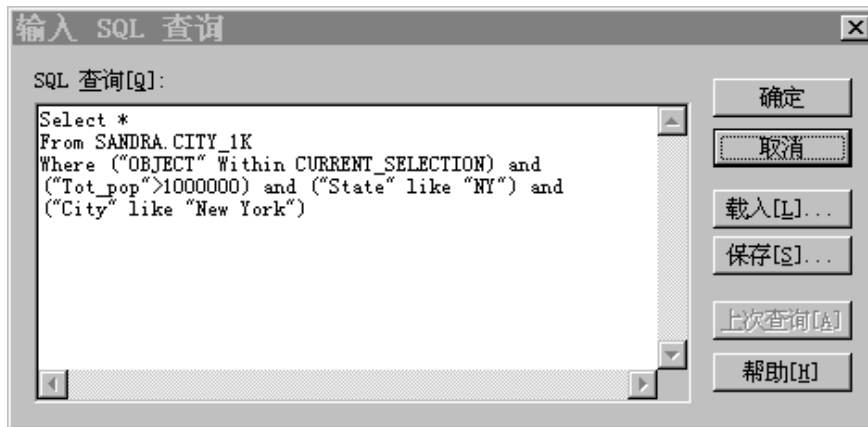 输入 SQL 查询
SQL 查询[Q]:
Select *
From SANDRA.CITY_1K
Where ("OBJECT" Within CURRENT_SELECTION) and
("Tot_pop">1000000) and ("State" like "NY") and
("City" like "New York")
确定
取消
载入[L]...
保存[S]...
上次查询[A]
帮助[H]